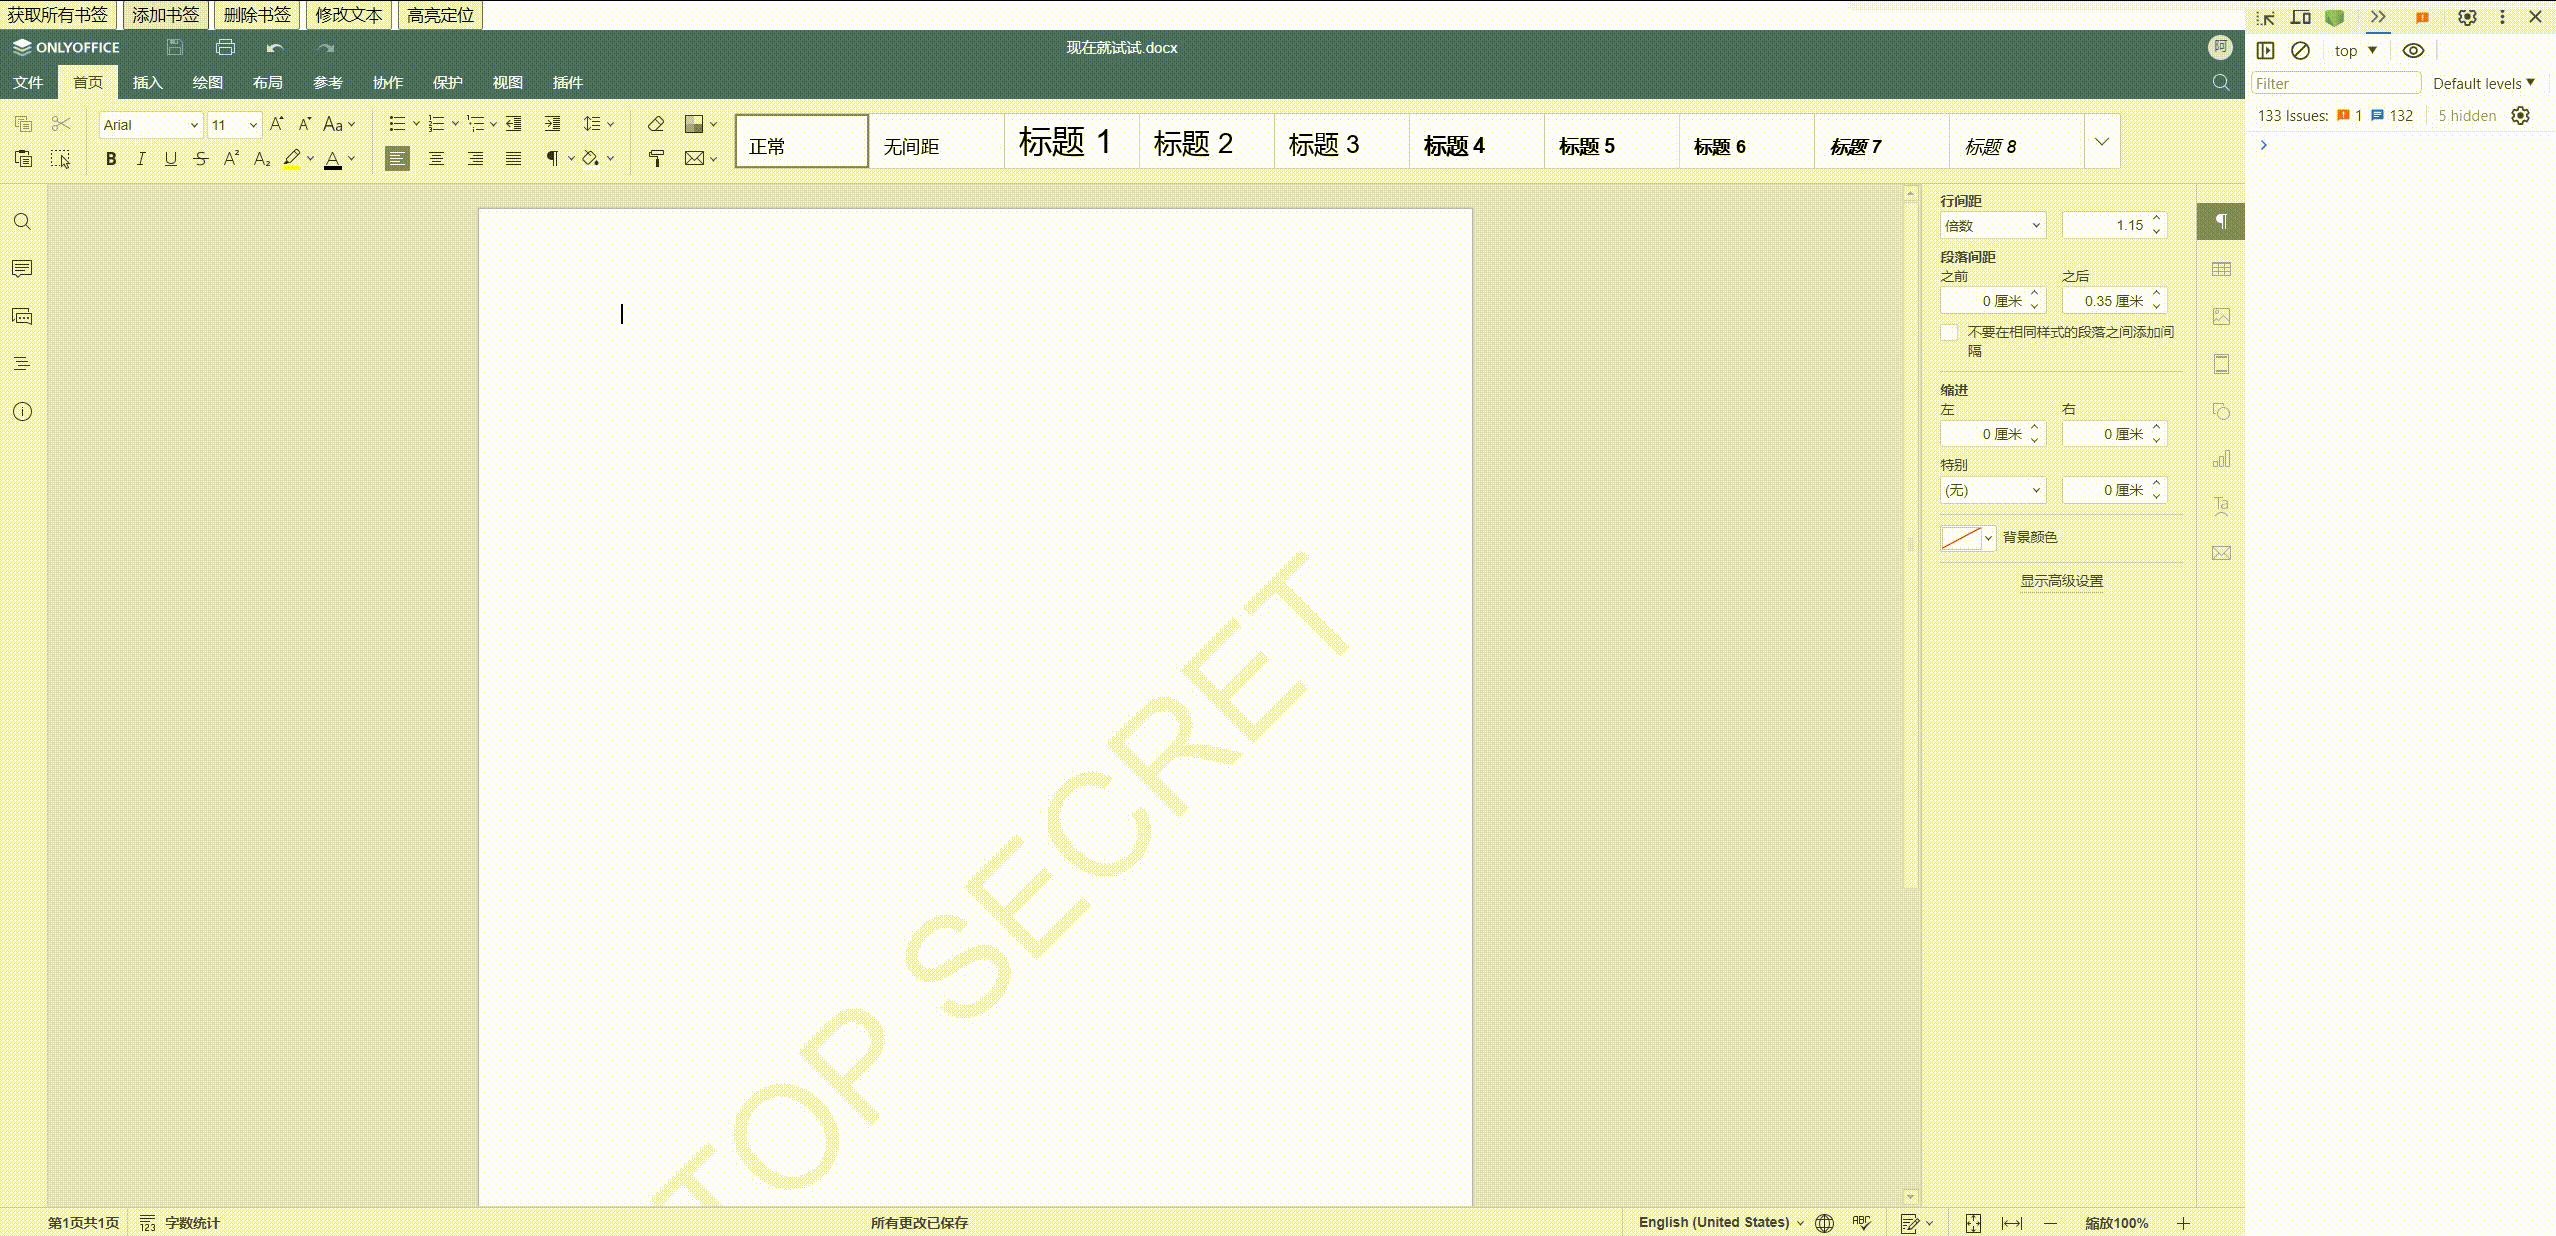 获取所有书签 添加书签 删除书签 修改文本 高亮定位
ONLYOFFICE 现在就试试.docx 阿
文件 首页 插入 绘图 布局 参考 协作 保护 视图 插件
top
Filter Default levels
133 Issues: 1 132 5 hidden
Arial 11 Aa
正常 无间距 标题 1 标题 2 标题 3 标题 4 标题 5 标题 6 标题 7 标题 8
B I U S A² A₂ A
行间距
倍数 1.15
段落间距
之前 之后
0 厘米 0.35 厘米
不要在相同样式的段落之间添加间
隔
缩进
左 右
0 厘米 0 厘米
特别
(无) 0 厘米
背景颜色
显示高级设置
TOP SECRET
第1页共1页 123 字数统计 所有更改已保存 English (United States) ABC 缩放100%